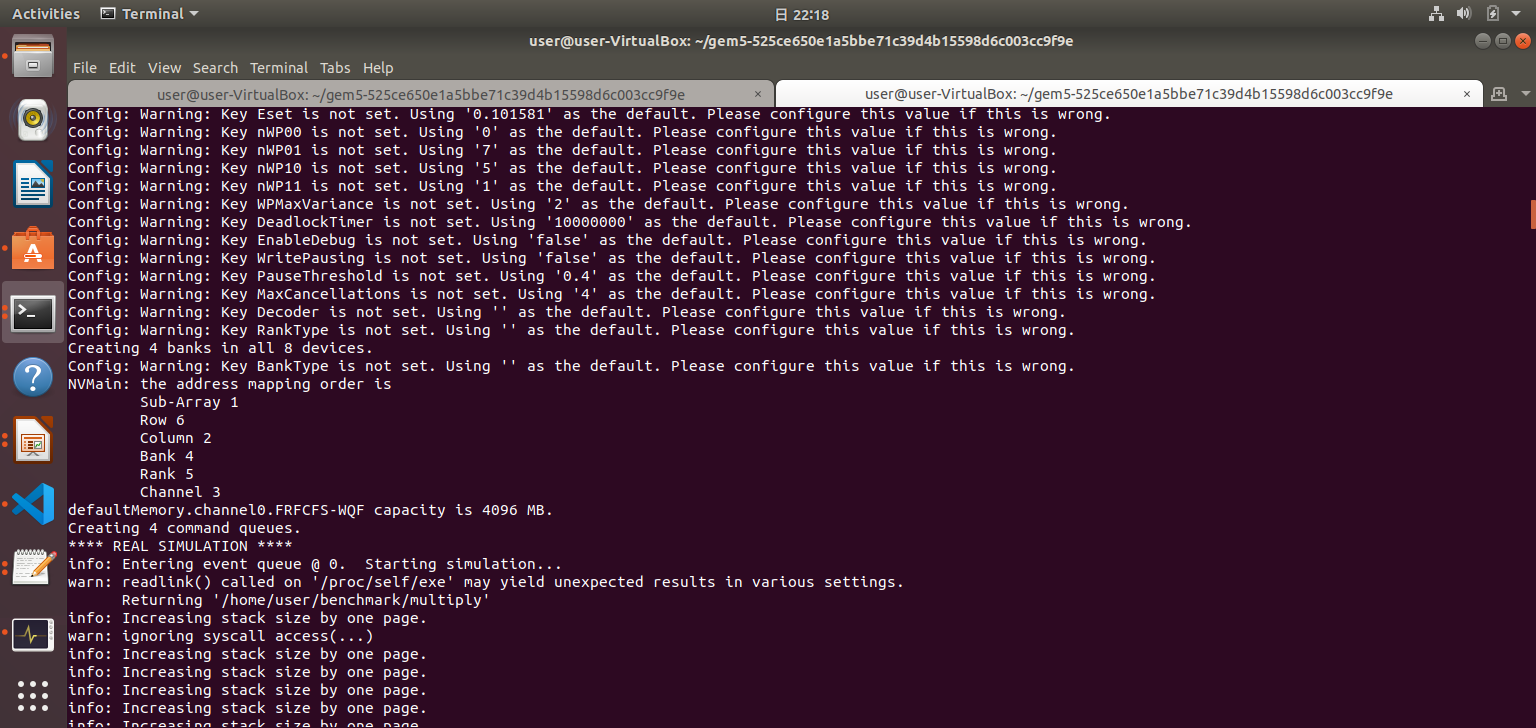 Activities Terminal 日 22:18
user@user-VirtualBox: ~/gem5-525ce650e1a5bbe71c39d4b15598d6c003cc9f9e
File Edit View Search Terminal Tabs Help
user@user-VirtualBox: ~/gem5-525ce650e1a5bbe71c39d4b15598d6c003cc9f9e × user@user-VirtualBox: ~/gem5-525ce650e1a5bbe71c39d4b15598d6c003cc9f9e ×
Config: Warning: Key Eset is not set. Using '0.101581' as the default. Please configure this value if this is wrong.
Config: Warning: Key nWP00 is not set. Using '0' as the default. Please configure this value if this is wrong.
Config: Warning: Key nWP01 is not set. Using '7' as the default. Please configure this value if this is wrong.
Config: Warning: Key nWP10 is not set. Using '5' as the default. Please configure this value if this is wrong.
Config: Warning: Key nWP11 is not set. Using '1' as the default. Please configure this value if this is wrong.
Config: Warning: Key WPMaxVariance is not set. Using '2' as the default. Please configure this value if this is wrong.
Config: Warning: Key DeadlockTimer is not set. Using '10000000' as the default. Please configure this value if this is wrong.
Config: Warning: Key EnableDebug is not set. Using 'false' as the default. Please configure this value if this is wrong.
Config: Warning: Key WritePausing is not set. Using 'false' as the default. Please configure this value if this is wrong.
Config: Warning: Key PauseThreshold is not set. Using '0.4' as the default. Please configure this value if this is wrong.
Config: Warning: Key MaxCancellations is not set. Using '4' as the default. Please configure this value if this is wrong.
Config: Warning: Key Decoder is not set. Using '' as the default. Please configure this value if this is wrong.
Config: Warning: Key RankType is not set. Using '' as the default. Please configure this value if this is wrong.
Creating 4 banks in all 8 devices.
Config: Warning: Key BankType is not set. Using '' as the default. Please configure this value if this is wrong.
NVMain: the address mapping order is
Sub-Array 1
Row 6
Column 2
Bank 4
Rank 5
Channel 3
defaultMemory.channel0.FRFCFS-WQF capacity is 4096 MB.
Creating 4 command queues.
**** REAL SIMULATION ****
info: Entering event queue @ 0.  Starting simulation...
warn: readlink() called on '/proc/self/exe' may yield unexpected results in various settings.
Returning '/home/user/benchmark/multiply'
info: Increasing stack size by one page.
warn: ignoring syscall access(...)
info: Increasing stack size by one page.
info: Increasing stack size by one page.
info: Increasing stack size by one page.
info: Increasing stack size by one page.
info: Increasing stack size by one page.